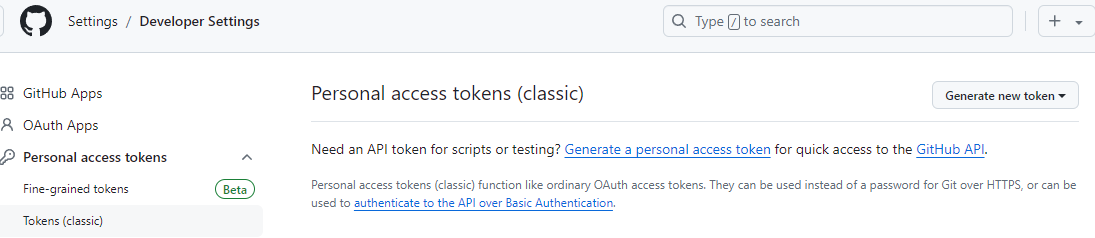 Settings / Developer Settings
Type / to search
GitHub Apps
OAuth Apps
Personal access tokens
Fine-grained tokens Beta
Tokens (classic)
Personal access tokens (classic)
Generate new token
Need an API token for scripts or testing? Generate a personal access token for quick access to the GitHub API.
Personal access tokens (classic) function like ordinary OAuth access tokens. They can be used instead of a password for Git over HTTPS, or can be
used to authenticate to the API over Basic Authentication.